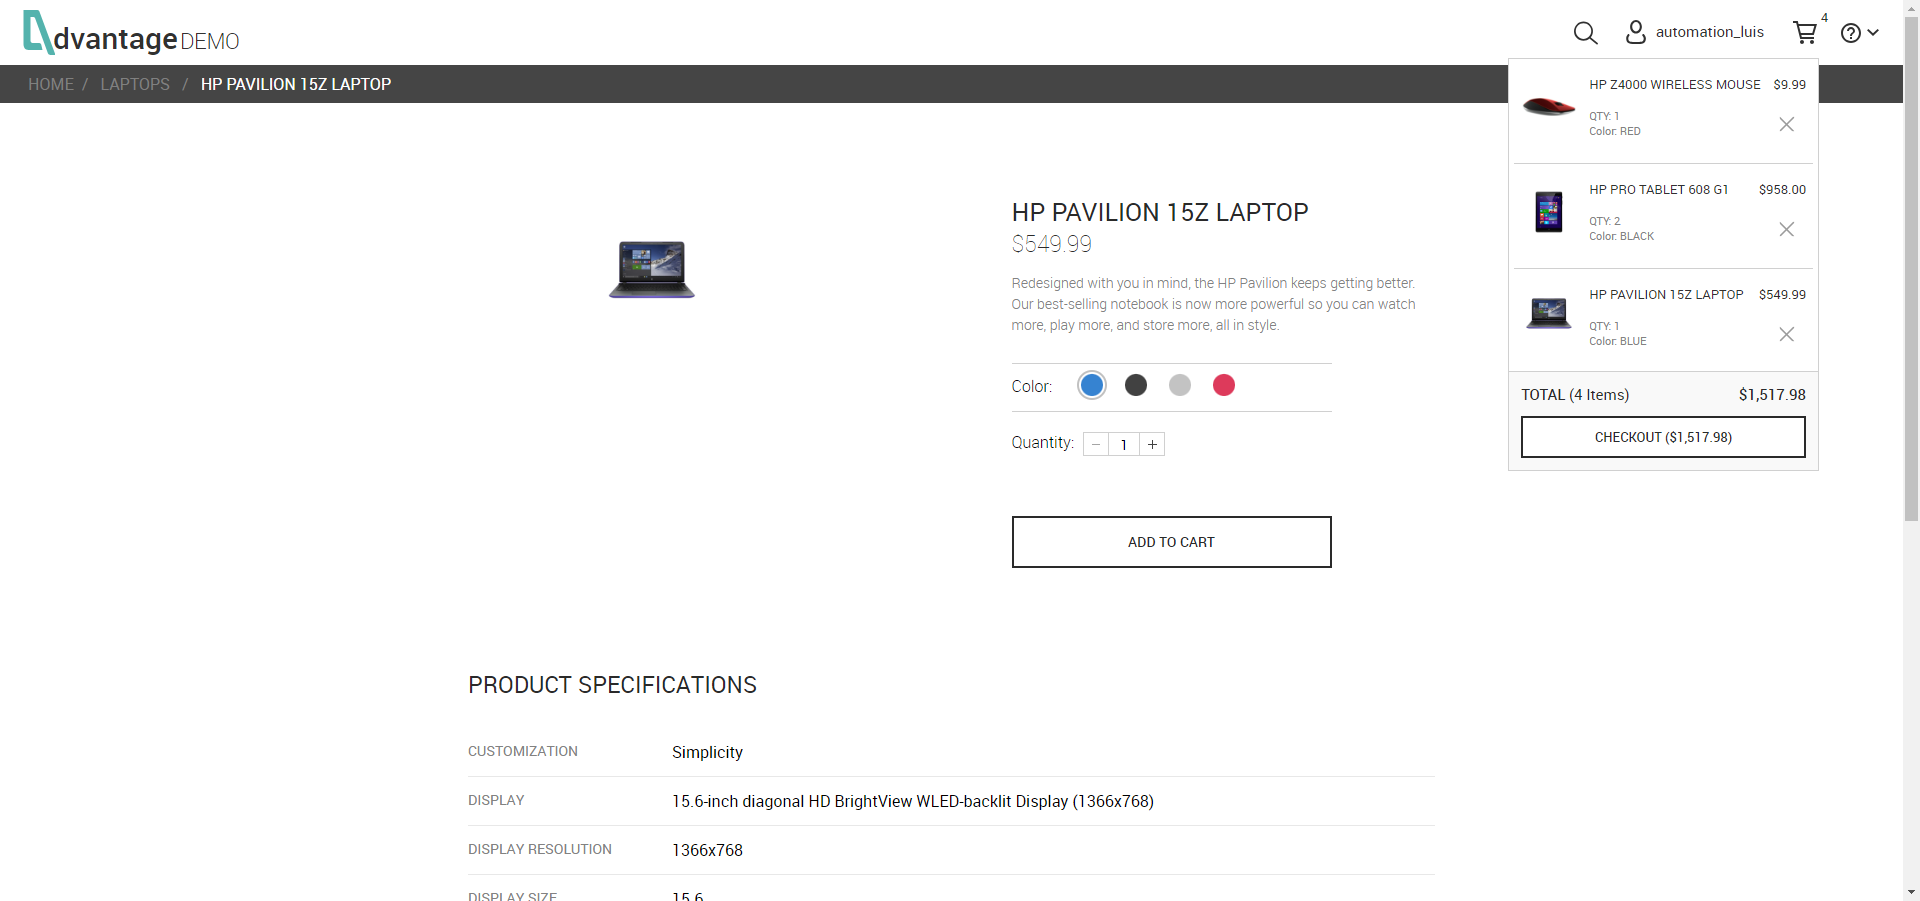 dvantage DEMO
automation_luis
4
HOME / LAPTOPS / HP PAVILION 15Z LAPTOP
HP Z4000 WIRELESS MOUSE $9.99
QTY: 1
Color: RED
HP PRO TABLET 608 G1 $958.00
QTY: 2
Color: BLACK
HP PAVILION 15Z LAPTOP $549.99
QTY: 1
Color: BLUE
TOTAL (4 Items) $1,517.98
CHECKOUT ($1,517.98)
HP PAVILION 15Z LAPTOP
$549.99
Redesigned with you in mind, the HP Pavilion keeps getting better.
Our best-selling notebook is now more powerful so you can watch
more, play more, and store more, all in style.
Color:
Quantity: − 1 +
ADD TO CART
PRODUCT SPECIFICATIONS
CUSTOMIZATION Simplicity
DISPLAY 15.6-inch diagonal HD BrightView WLED-backlit Display (1366x768)
DISPLAY RESOLUTION 1366x768
DISPLAY SIZE 15.6